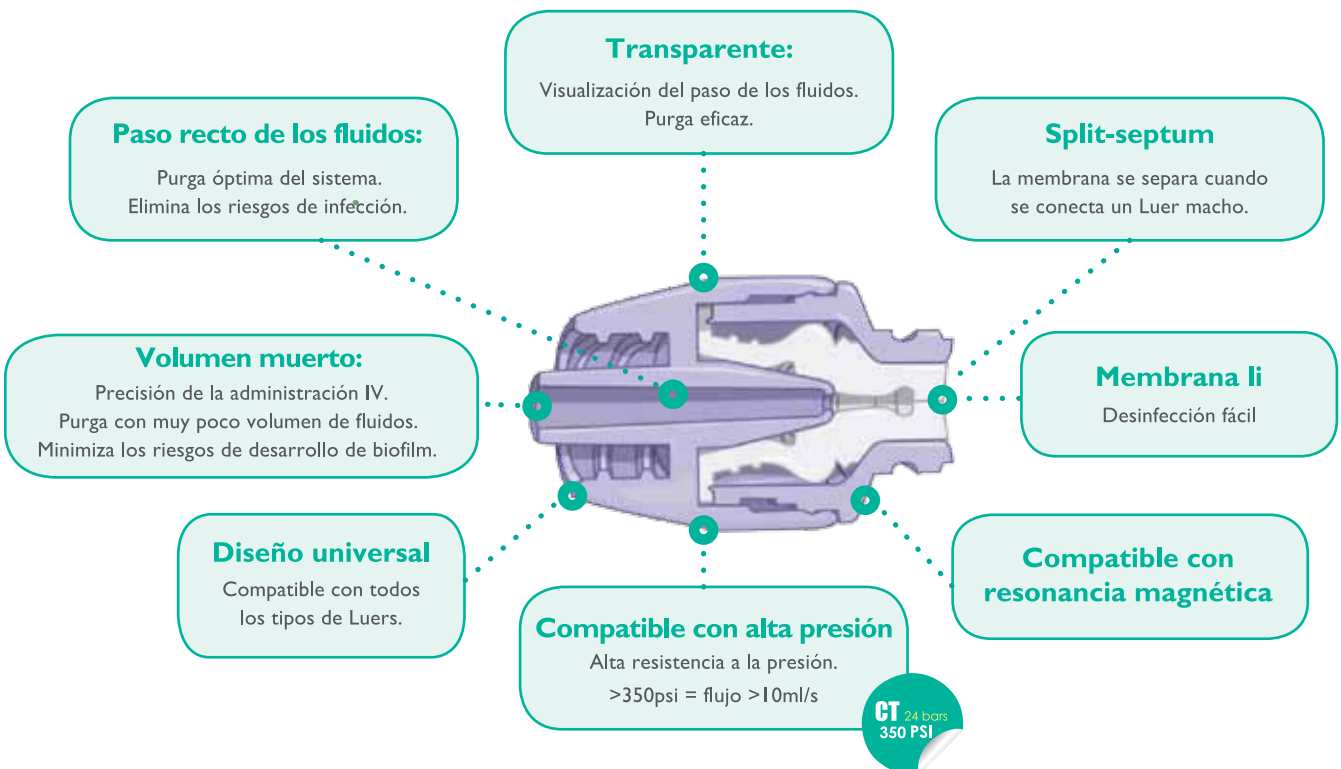 Transparente:
Visualización del paso de los fluidos.
Purga eficaz.
Paso recto de los fluidos:
Purga óptima del sistema.
Elimina los riesgos de infección.
Split-septum
La membrana se separa cuando
se conecta un Luer macho.
Volumen muerto:
Precisión de la administración IV.
Purga con muy poco volumen de fluidos.
Minimiza los riesgos de desarrollo de biofilm.
Membrana li
Desinfección fácil
Diseño universal
Compatible con todos
los tipos de Luers.
Compatible con alta presión
Alta resistencia a la presión.
>350psi = flujo >10ml/s
Compatible con
resonancia magnética
CT 24 bars
350 PSI